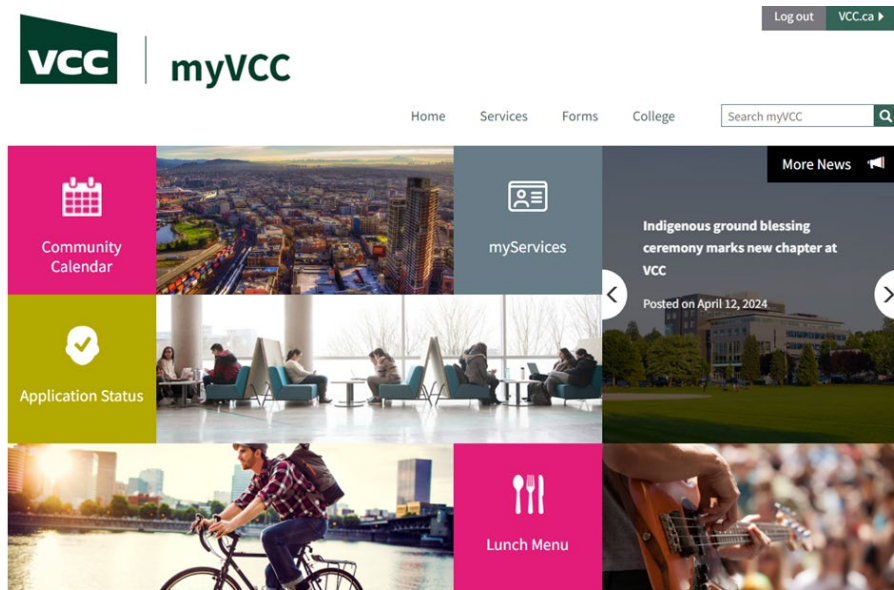 Log out
VCC.ca
VCC
myVCC
Home
Services
Forms
College
Search myVCC
Community
Calendar
myServices
More News
Indigenous ground blessing
ceremony marks new chapter at
VCC
Posted on April 12, 2024
Application Status
Lunch Menu